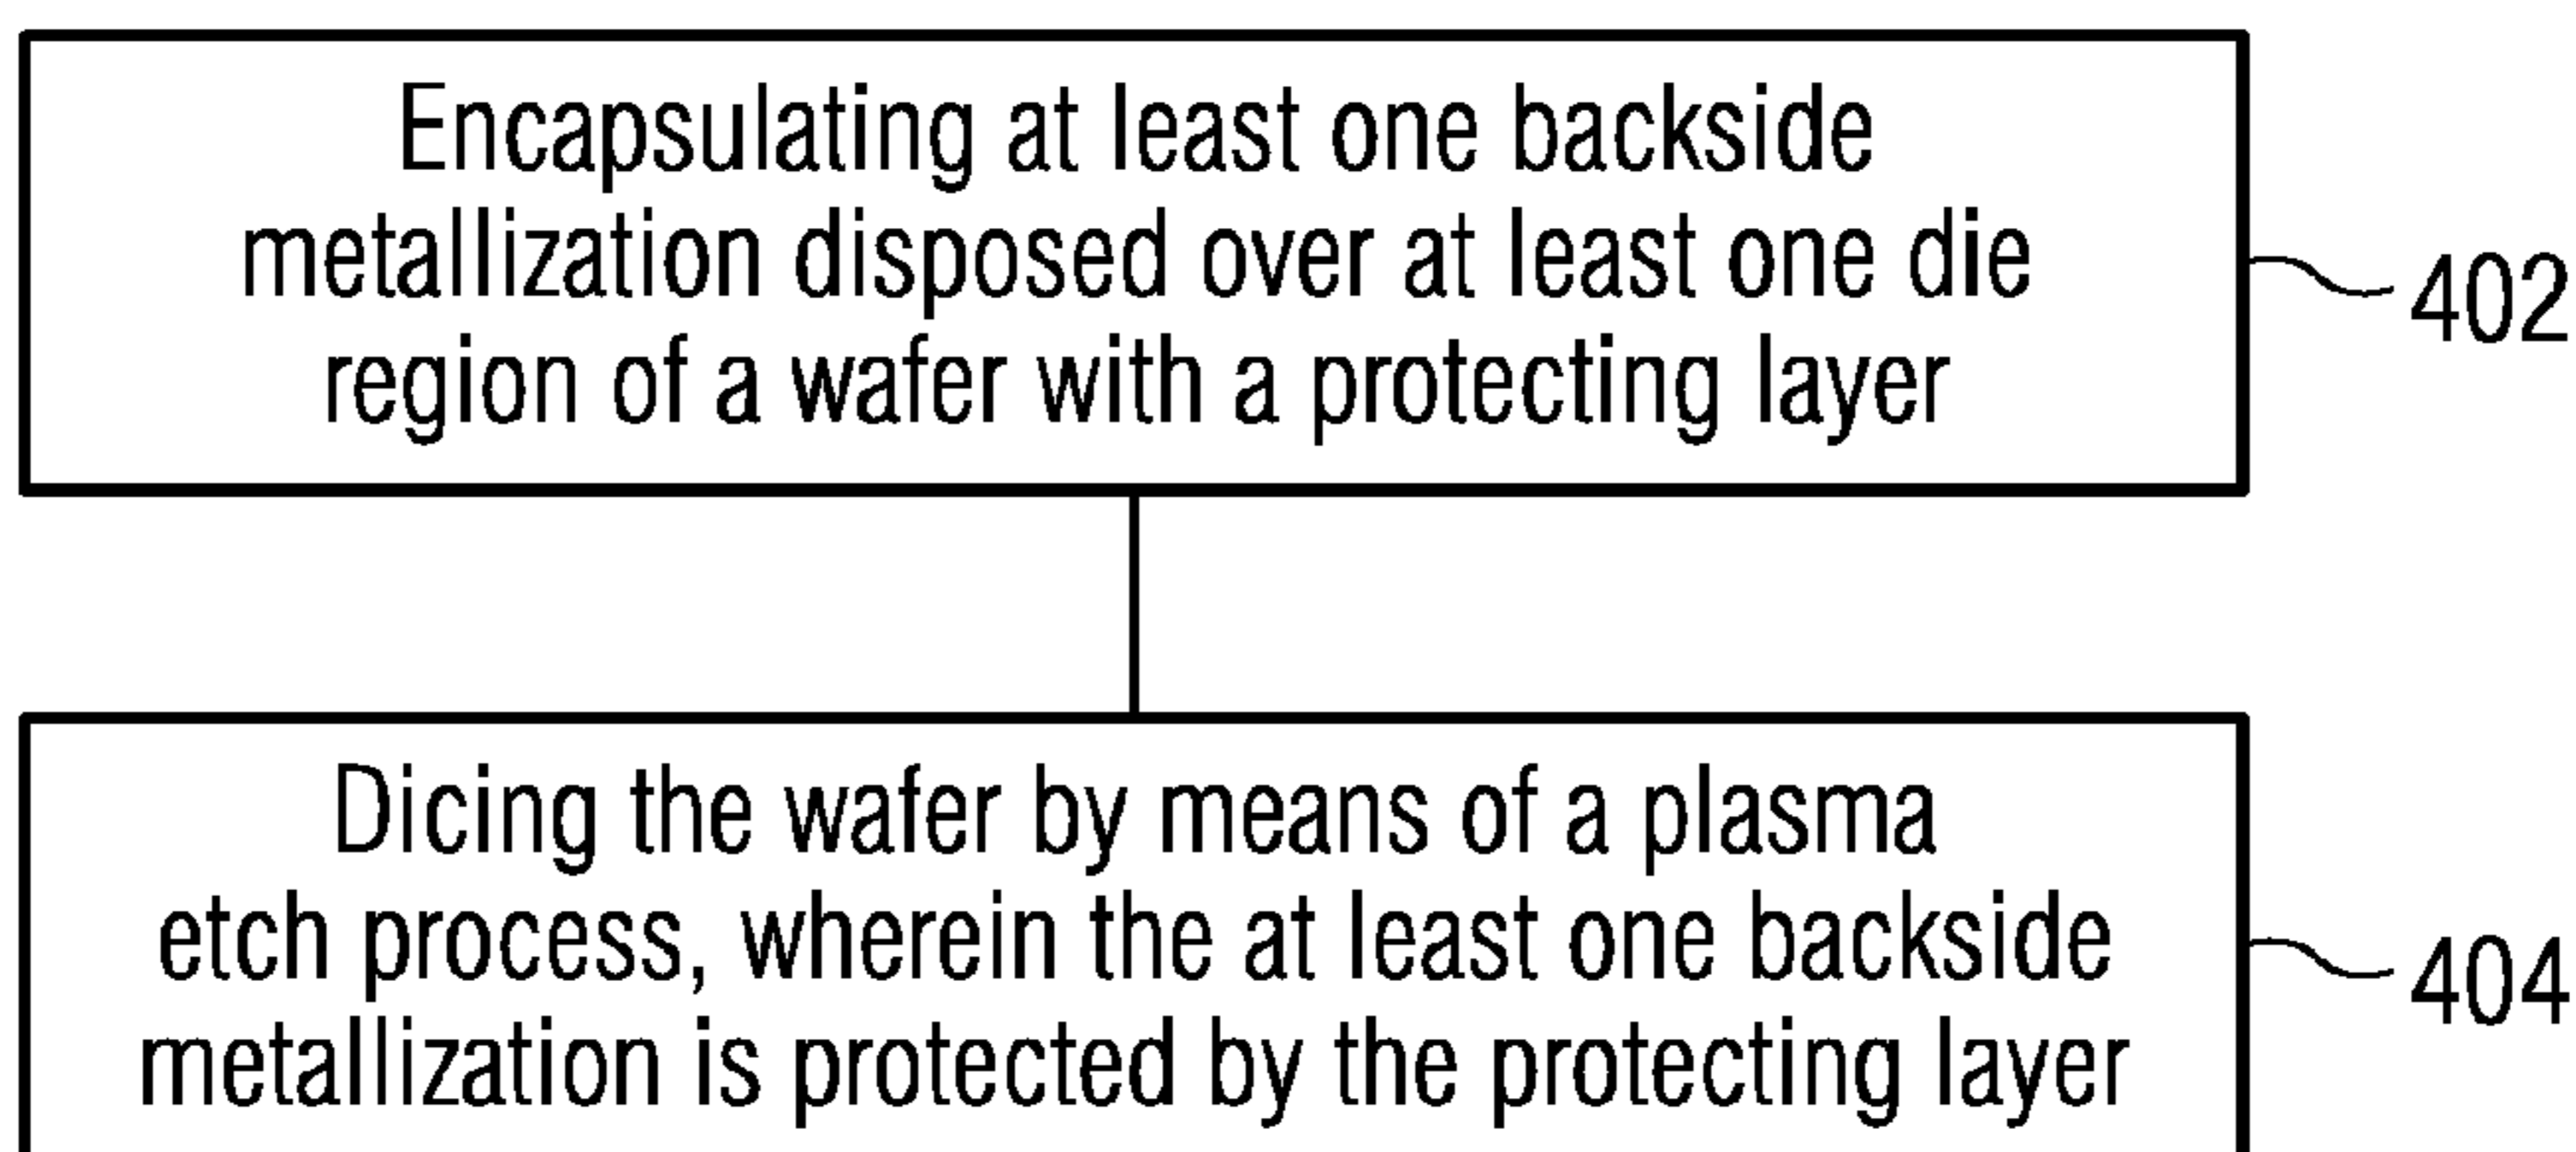 Encapsulating at least one backside
metallization disposed over at least one die
region of a wafer with a protecting layer
402
Dicing the wafer by means of a plasma
etch process, wherein the at least one backside
metallization is protected by the protecting layer
404